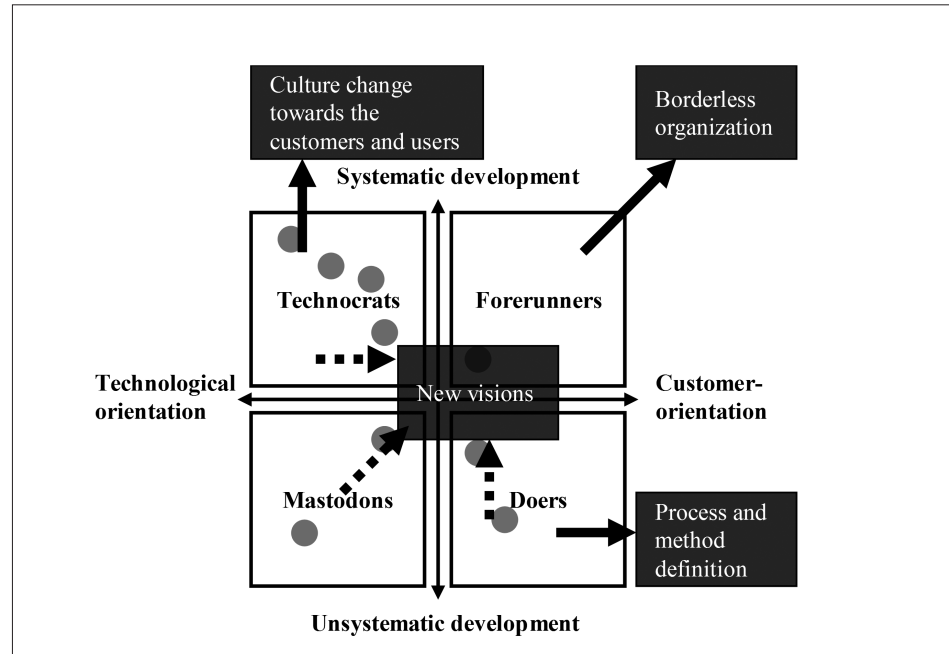 Culture change
towards the
customers and users
Borderless
organization
Systematic development
Technocrats
Forerunners
Technological
orientation
New visions
Customer-
orientation
Mastodons
Doers
Process and
method
definition
Unsystematic development